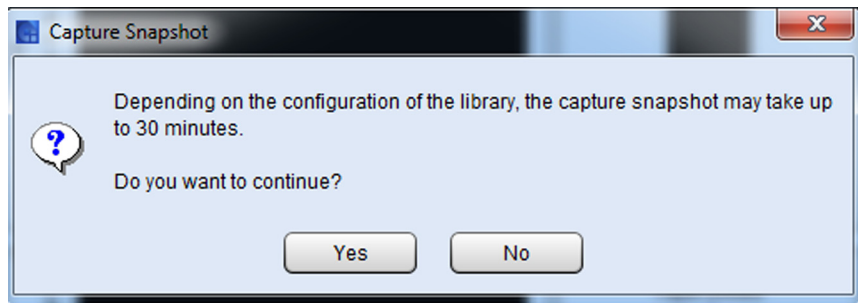 Capture Snapshot
Depending on the configuration of the library, the capture snapshot may take up
to 30 minutes.
Do you want to continue?
Yes
No